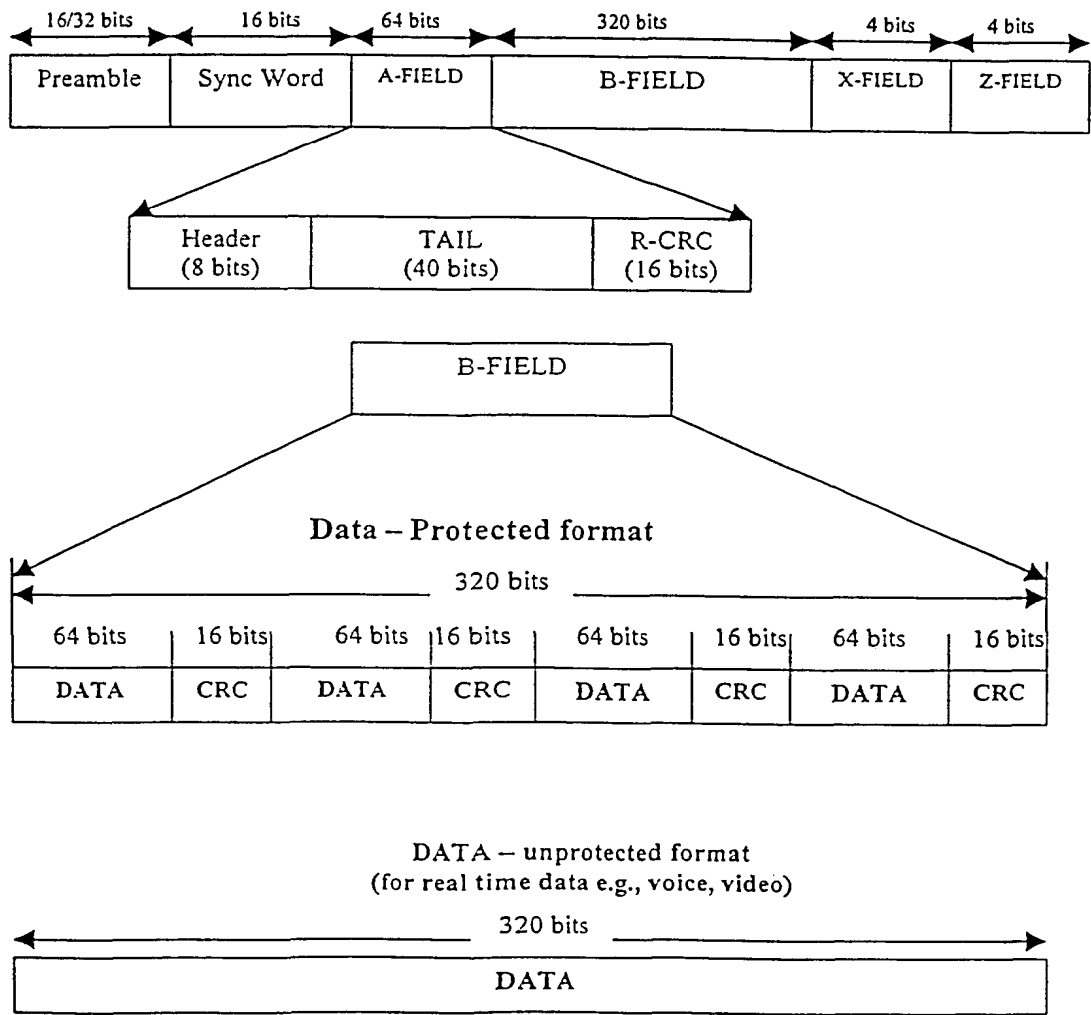 16/32 bits 16 bits 64 bits 320 bits 4 bits 4 bits
Preamble Sync Word A-FIELD B-FIELD X-FIELD Z-FIELD
Header TAIL R-CRC
(8 bits) (40 bits) (16 bits)
B-FIELD
Data – Protected format
320 bits
64 bits 16 bits 64 bits 16 bits 64 bits 16 bits 64 bits 16 bits
DATA CRC DATA CRC DATA CRC DATA CRC
DATA – unprotected format
(for real time data e.g., voice, video)
320 bits
DATA